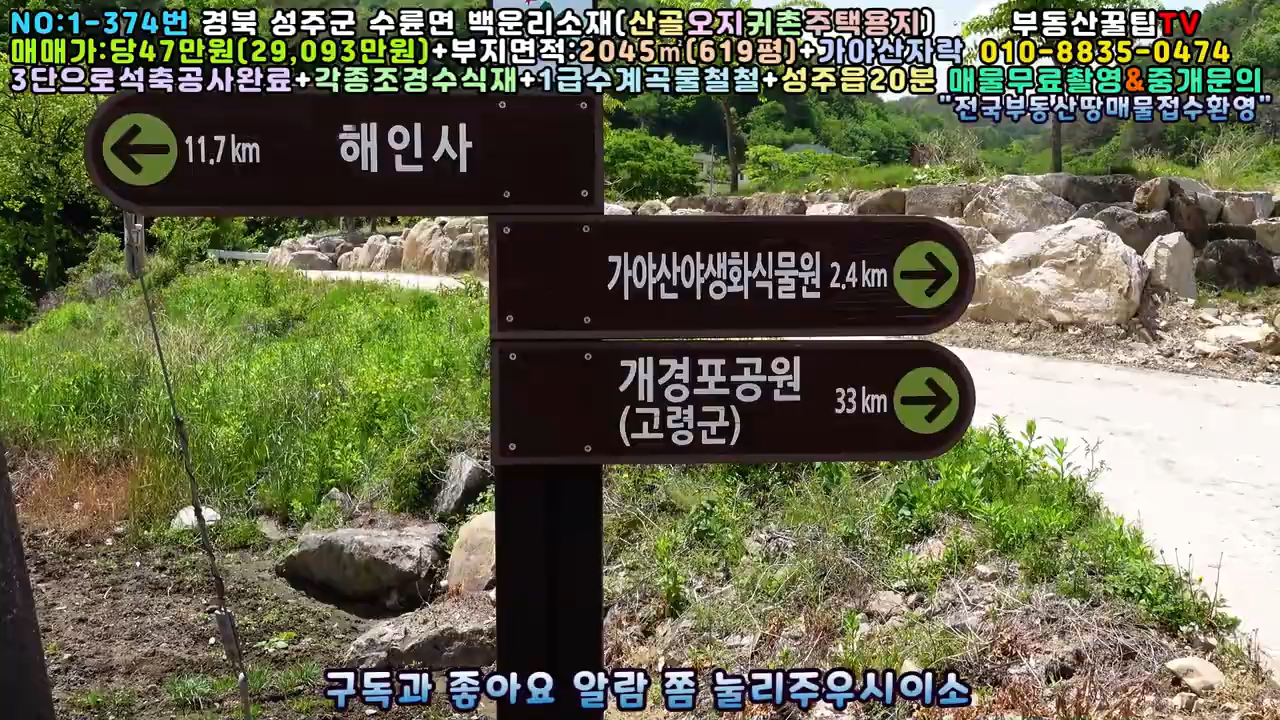 NO:1-374번 경북 성주군 수륜면 백운리소재(산골오지귀촌주택용지) 부동산꿀팁TV
매매가:당47만원(29,093만원)+부지면적:2045㎡(619평)+가야산자락 010-8835-0474
3단으로석축공사완료+각종조경수식재+1급수계곡물철철+성주읍20분 매물무료촬영&중개문의
"전국부동산땅매물접수환영"
11.7 km 해인사
가야산야생화식물원 2.4 km
개경포공원
(고령군) 33 km
구독과 좋아요 알람 쫌 눌리주우시이소